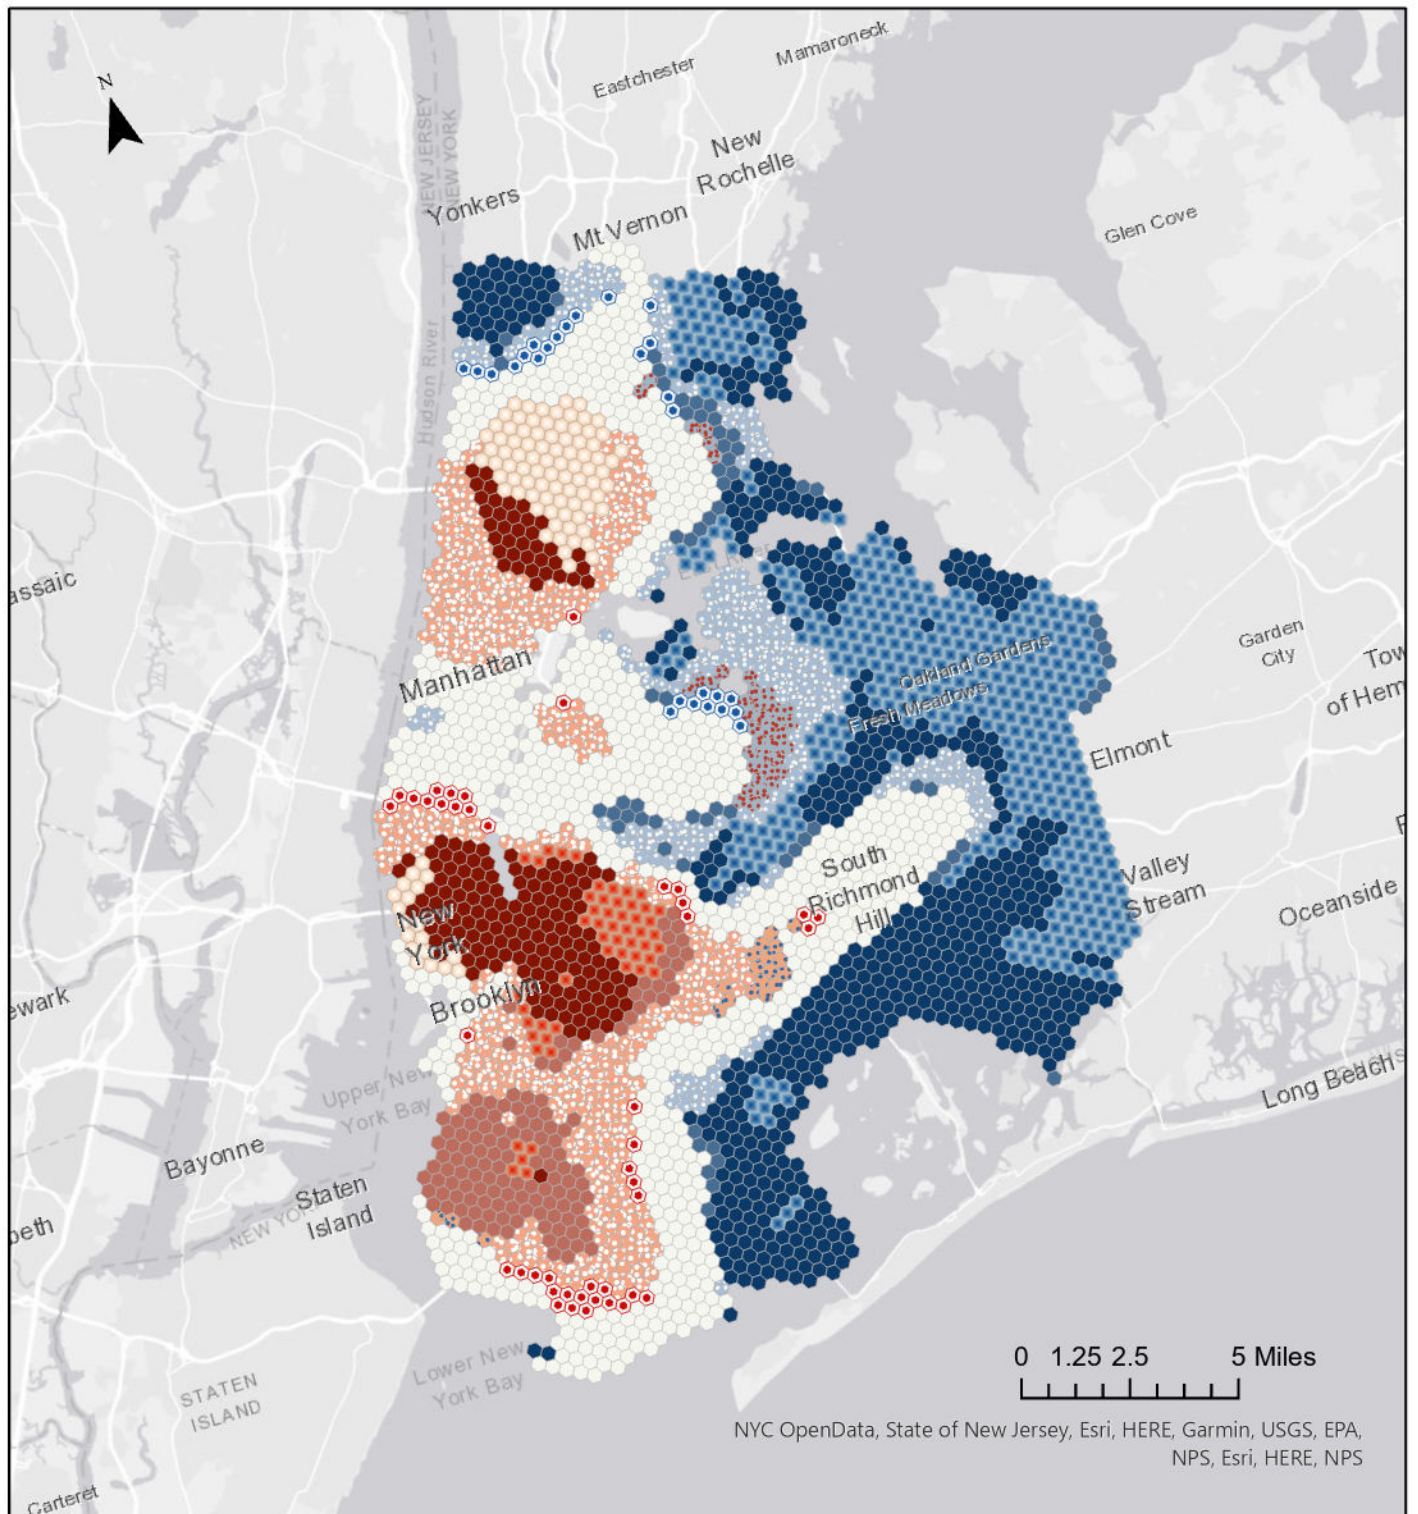 N
Mamaroneck
Eastchester
New
Rochelle
NEW JERSEY
NEW YORK
Yonkers
Mt Vernon
Glen Cove
Hudson River
assaic
Garden
City
Tow
of Hem
Oakland Gardens
Fresh Meadows
Manhattan
Elmont
South
Richmond
Hill
Valley
Stream
Oceanside
New
York
ewark
Brooklyn
Upper New
York Bay
Long Beach
Bayonne
Staten
Island
NEW YOR
beth
Lower New
York Bay
STATEN
ISLAND
Carteret
0 1.25 2.5 5 Miles
NYC OpenData, State of New Jersey, Esri, HERE, Garmin, USGS, EPA,
NPS, Esri, HERE, NPS